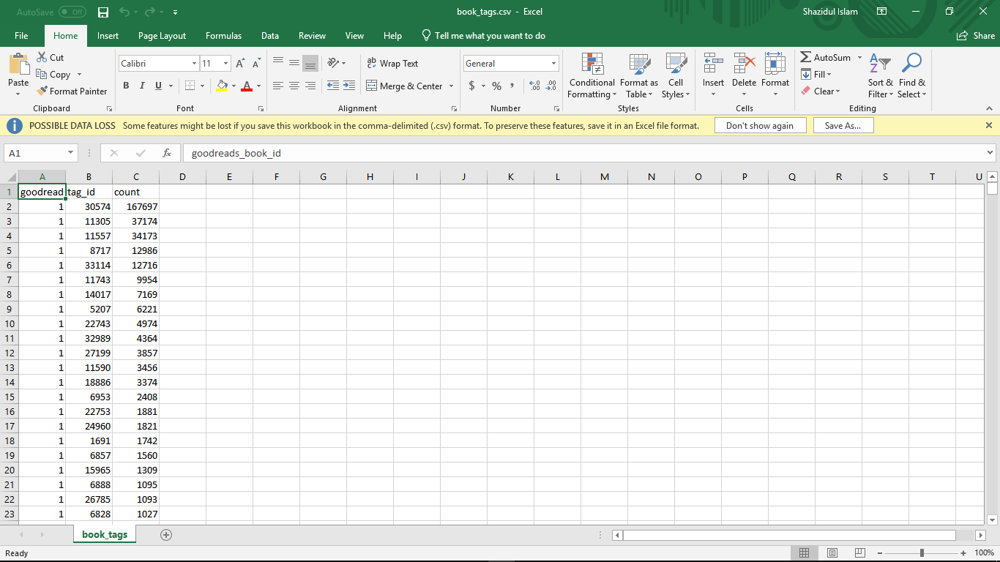 AutoSave Off book_tags.csv - Excel Shazidul Islam
File Home Insert Page Layout Formulas Data Review View Help Tell me what you want to do Share
Paste Cut Copy Format Painter Clipboard
Calibri 11 B I U A Font
Wrap Text Merge & Center Alignment
General $ % , Number
Conditional Formatting Format as Table Cell Styles Styles
Insert Delete Format Cells
AutoSum Fill Clear Sort & Filter Find & Select Editing
POSSIBLE DATA LOSS Some features might be lost if you save this workbook in the comma-delimited (.csv) format. To preserve these features, save it in an Excel file format. Don't show again Save As...
A1 fx goodreads_book_id
A B C D E F G H I J K L M N O P Q R S T U
1 goodread tag_id count
2 1 30574 167697
3 1 11305 37174
4 1 11557 34173
5 1 8717 12986
6 1 33114 12716
7 1 11743 9954
8 1 14017 7169
9 1 5207 6221
10 1 22743 4974
11 1 32989 4364
12 1 27199 3857
13 1 11590 3456
14 1 18886 3374
15 1 6953 2408
16 1 22753 1881
17 1 24960 1821
18 1 1691 1742
19 1 6857 1560
20 1 15965 1309
21 1 6888 1095
22 1 26785 1093
23 1 6828 1027
book_tags
Ready 100%